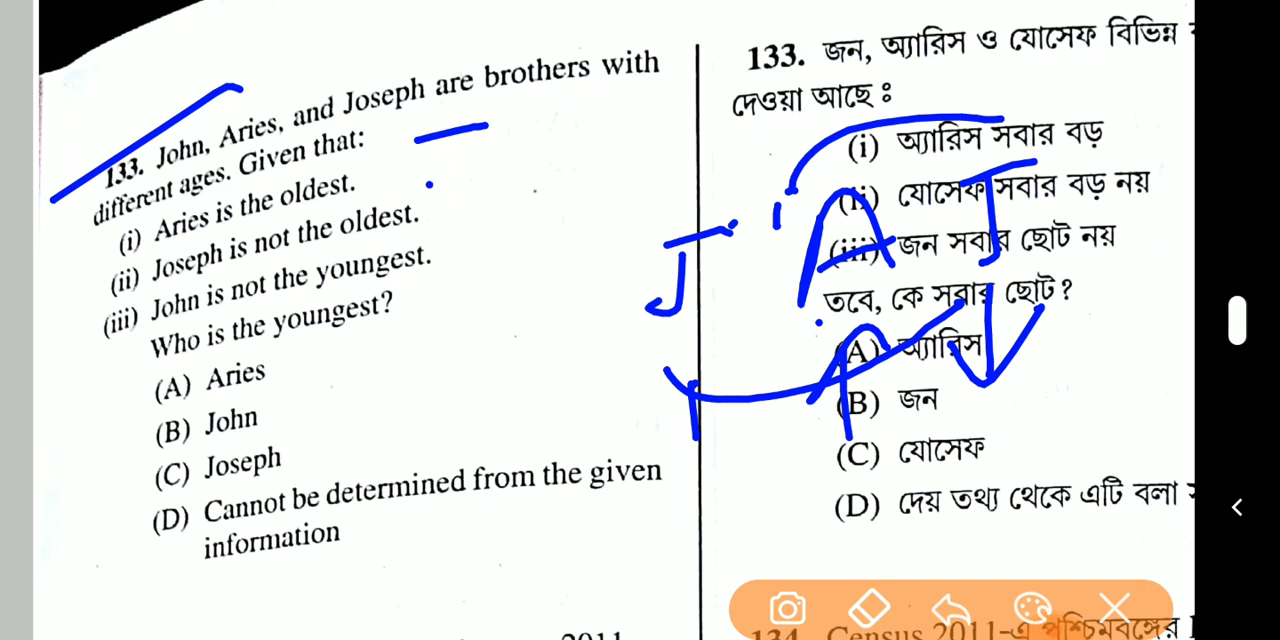 133. John, Aries, and Joseph are brothers with
different ages. Given that:
(i) Aries is the oldest.
(ii) Joseph is not the oldest.
(iii) John is not the youngest.
Who is the youngest?
(A) Aries
(B) John
(C) Joseph
(D) Cannot be determined from the given
information
133. জন, অ্যারিস ও যোসেফ বিভিন্ন
দেওয়া আছে ঃ
(i) অ্যারিস সবার বড়
(ii) যোসেফ সবার বড় নয়
(iii) জন সবার ছোট নয়
তবে, কে সবার ছোট?
(A) অ্যারিস
(B) জন
(C) যোসেফ
(D) দেয় তথ্য থেকে এটি বলা
J A J
134. Census 2011-এ পশ্চিমবঙ্গের
2011